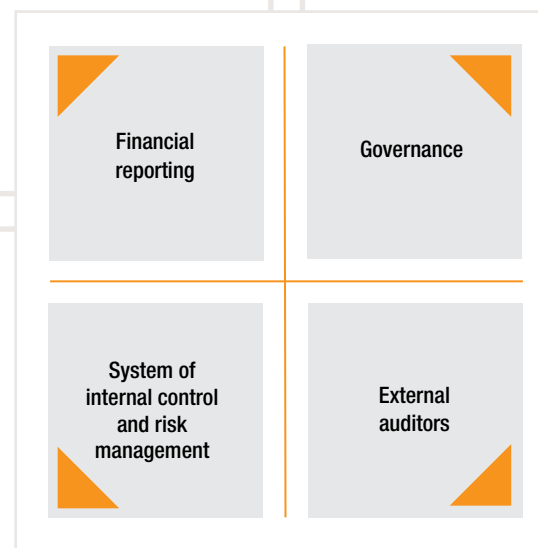 Financial
reporting
Governance
System of
internal control
and risk
management
External
auditors